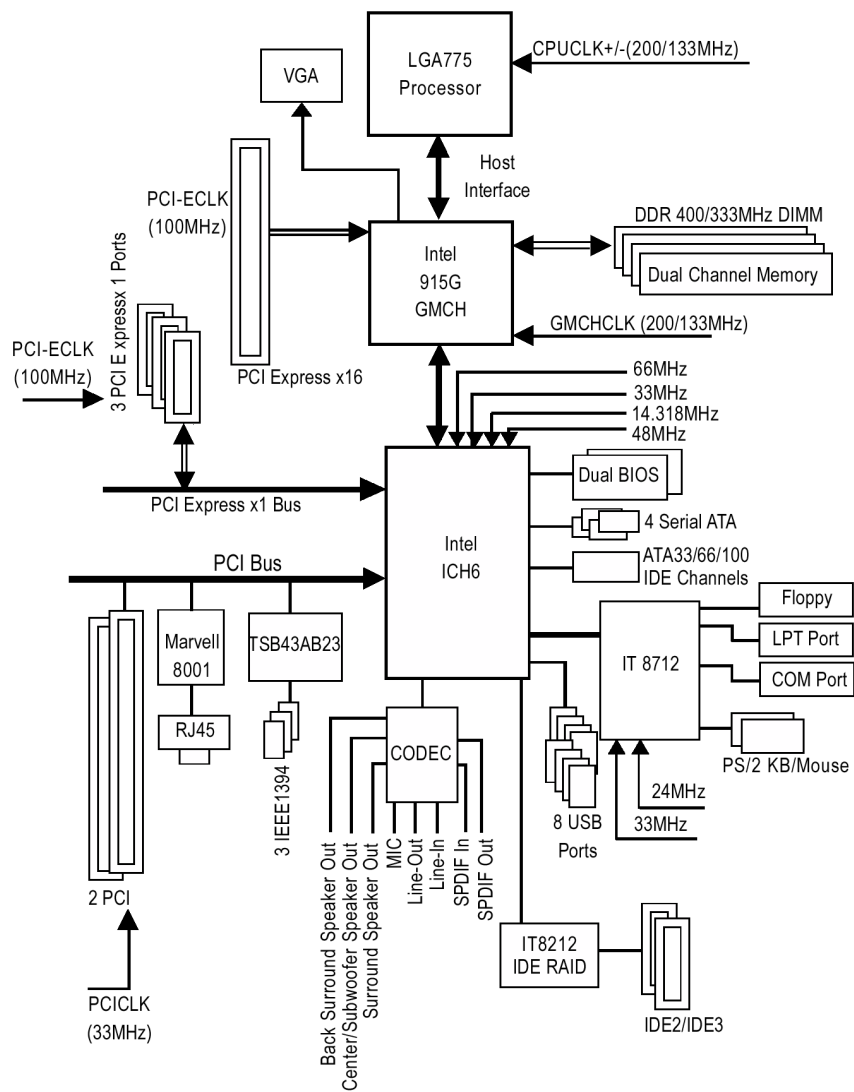 LGA775
Processor
CPUCLK+/-(200/133MHz)
VGA
Host
Interface
PCI-ECLK
(100MHz)
DDR 400/333MHz DIMM
Dual Channel Memory
Intel
915G
GMCH
GMCHCLK (200/133MHz)
3 PCI E xpressx 1 Ports
PCI-ECLK
(100MHz)
PCI Express x16
66MHz
33MHz
14.318MHz
48MHz
PCI Express x1 Bus
Dual BIOS
4 Serial ATA
Intel
ICH6
ATA33/66/100
IDE Channels
PCI Bus
Marvell
8001
TSB43AB23
RJ45
3 IEEE1394
IT 8712
Floppy
LPT Port
COM Port
PS/2 KB/Mouse
24MHz
33MHz
8 USB
Ports
CODEC
Back Surround Speaker Out
Center/Subwoofer Speaker Out
Surround Speaker Out
MIC
Line-Out
Line-In
SPDIF In
SPDIF Out
2 PCI
PCICLK
(33MHz)
IT8212
IDE RAID
IDE2/IDE3